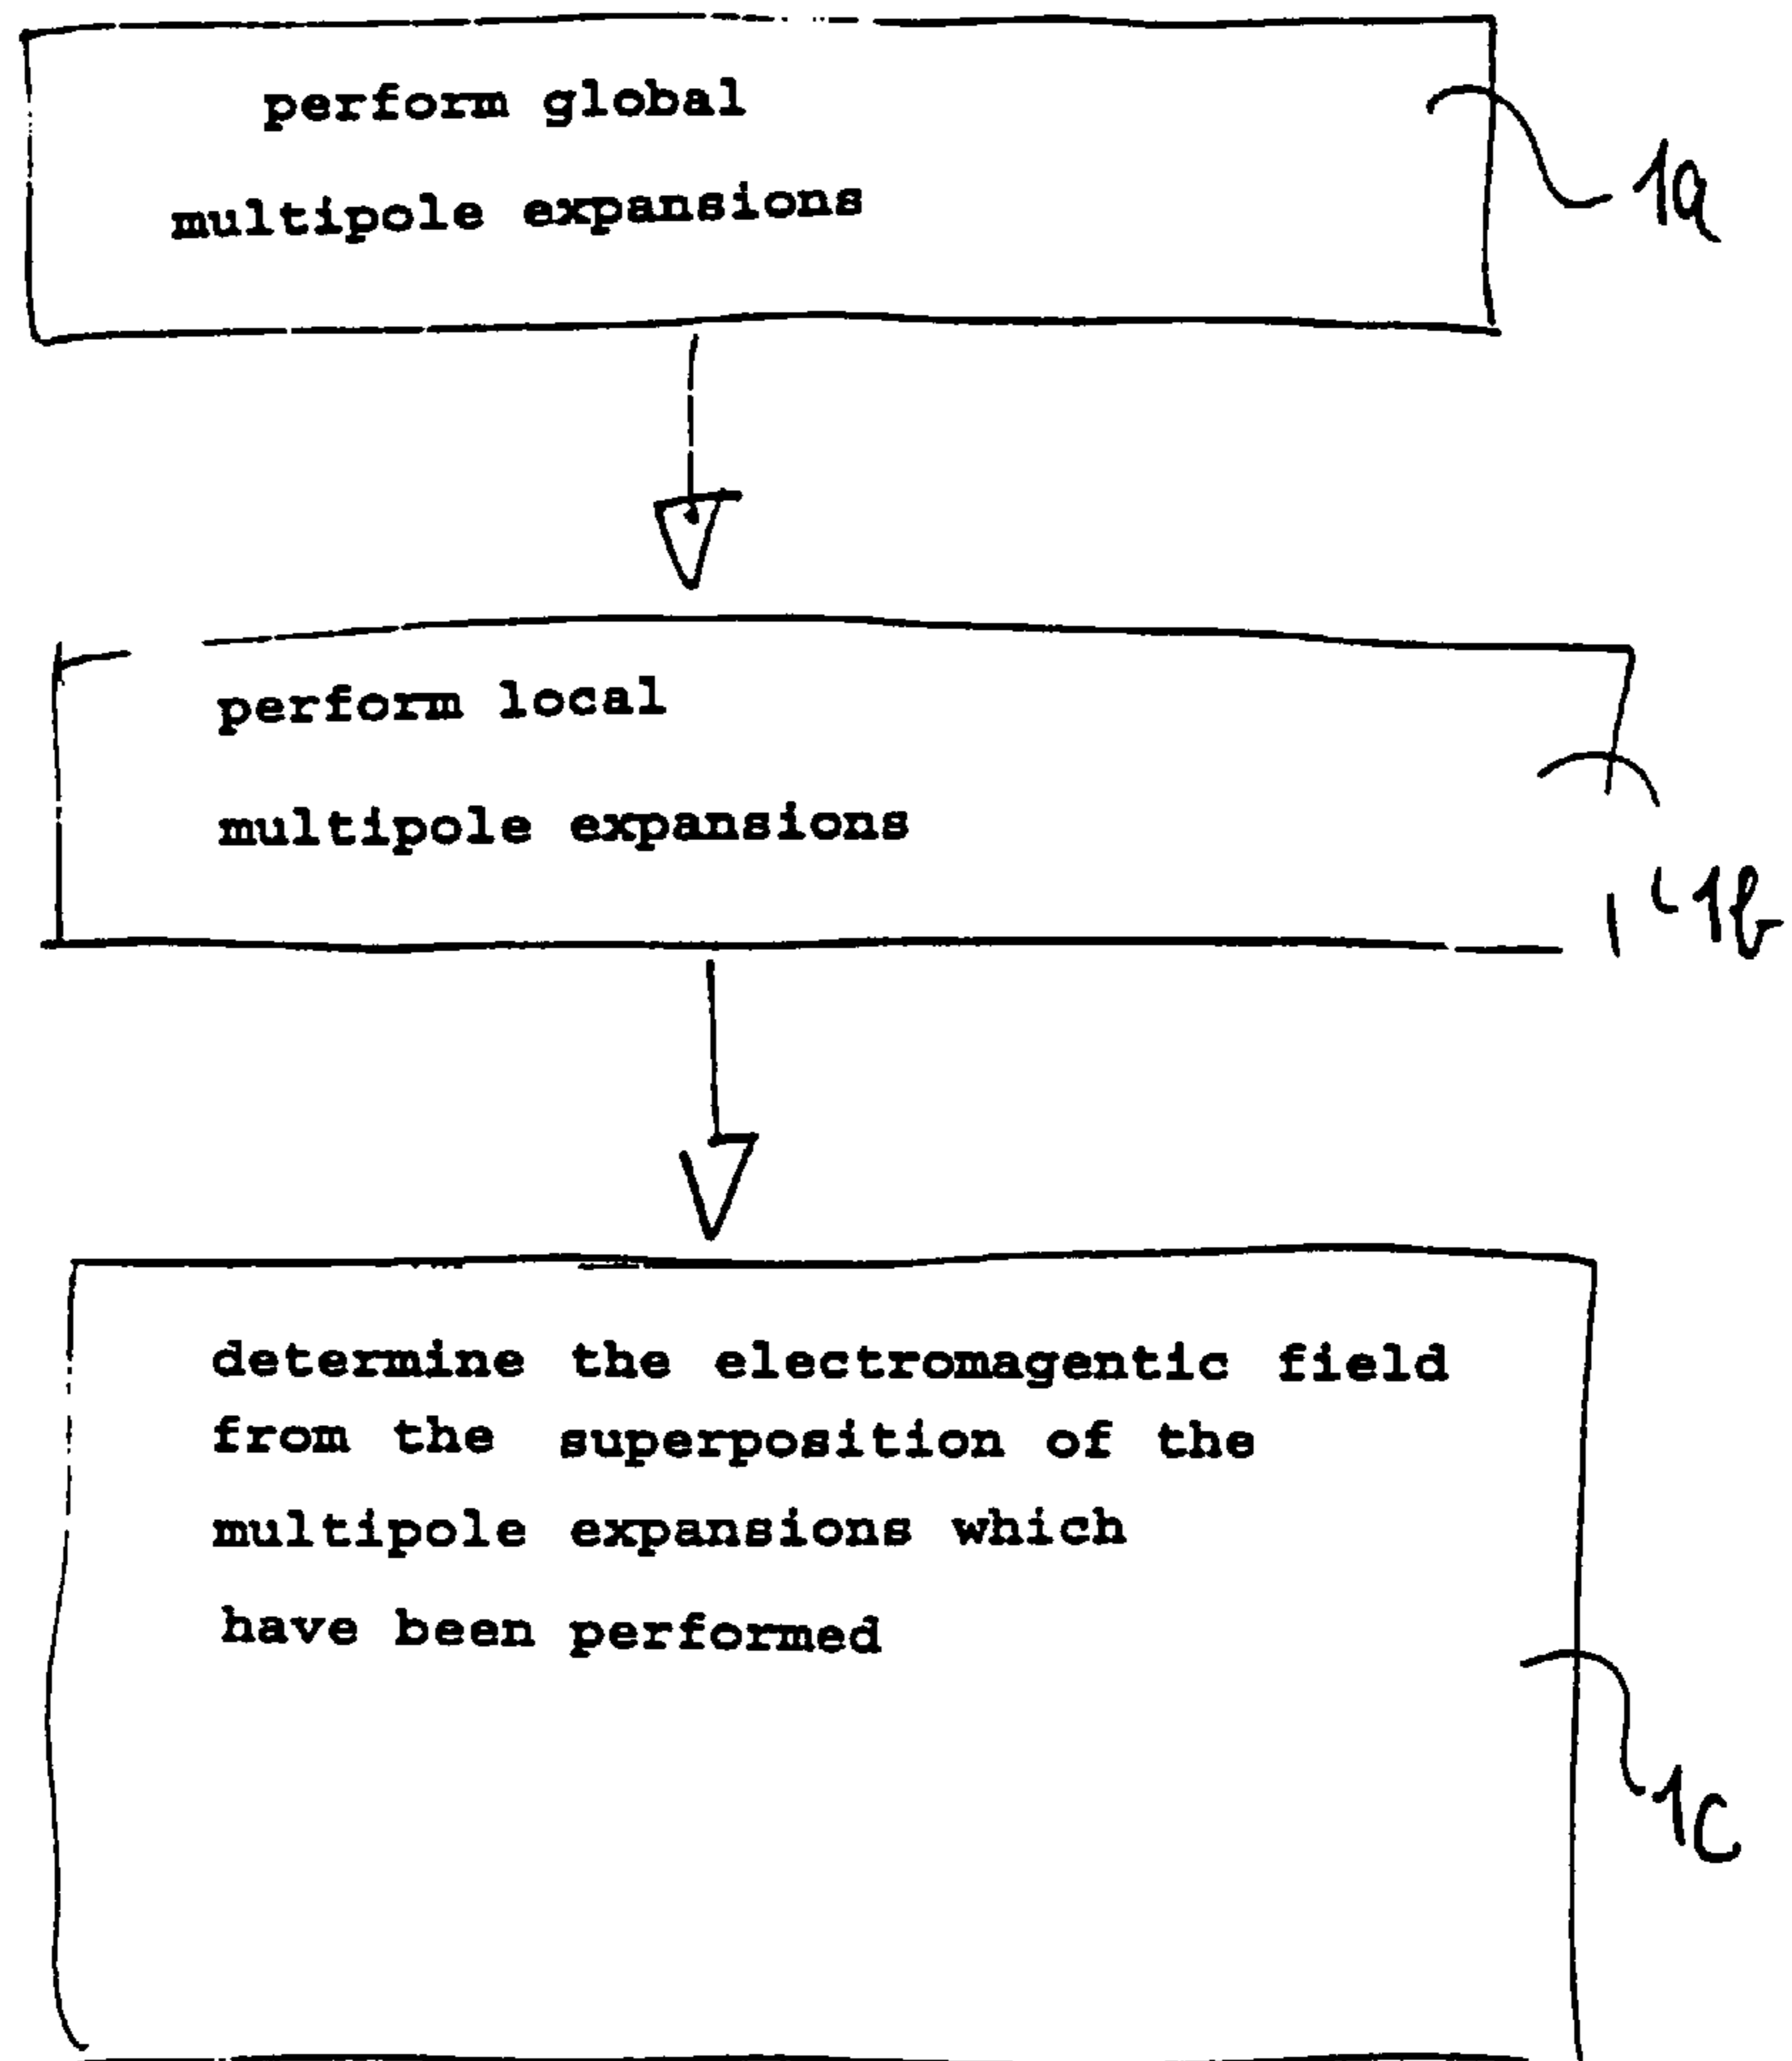 perform global
1a
multipole expansions
perform local
multipole expansions
1b
determine the electromagentic field
from the superposition of the
multipole expansions which
have been performed
1c